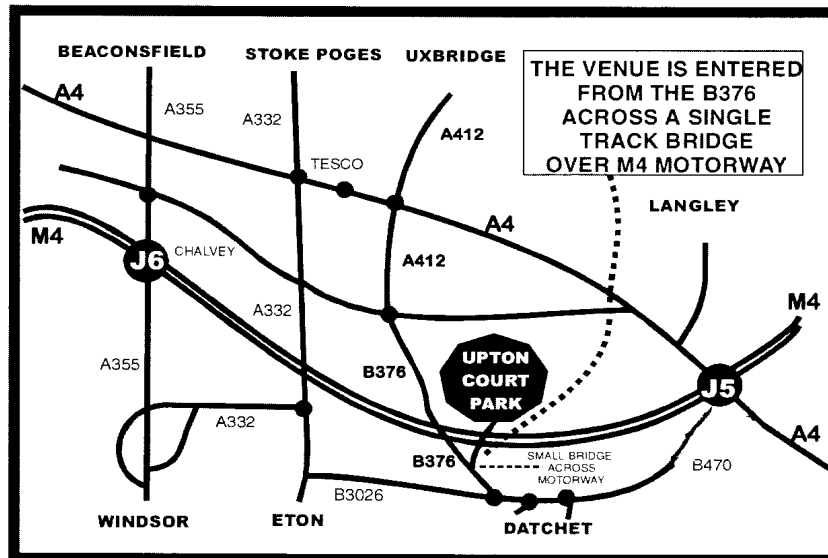 BEACONSFIELD
STOKE POGES
UXBRIDGE
THE VENUE IS ENTERED
FROM THE B376
ACROSS A SINGLE
TRACK BRIDGE
OVER M4 MOTORWAY
A4
A355
A332
A412
TESCO
LANGLEY
A4
M4
J6
CHALVEY
A412
A332
M4
A355
B376
UPTON
COURT
PARK
J5
A332
B376
A4
SMALL BRIDGE
ACROSS
MOTORWAY
B470
B3026
WINDSOR
ETON
DATCHET